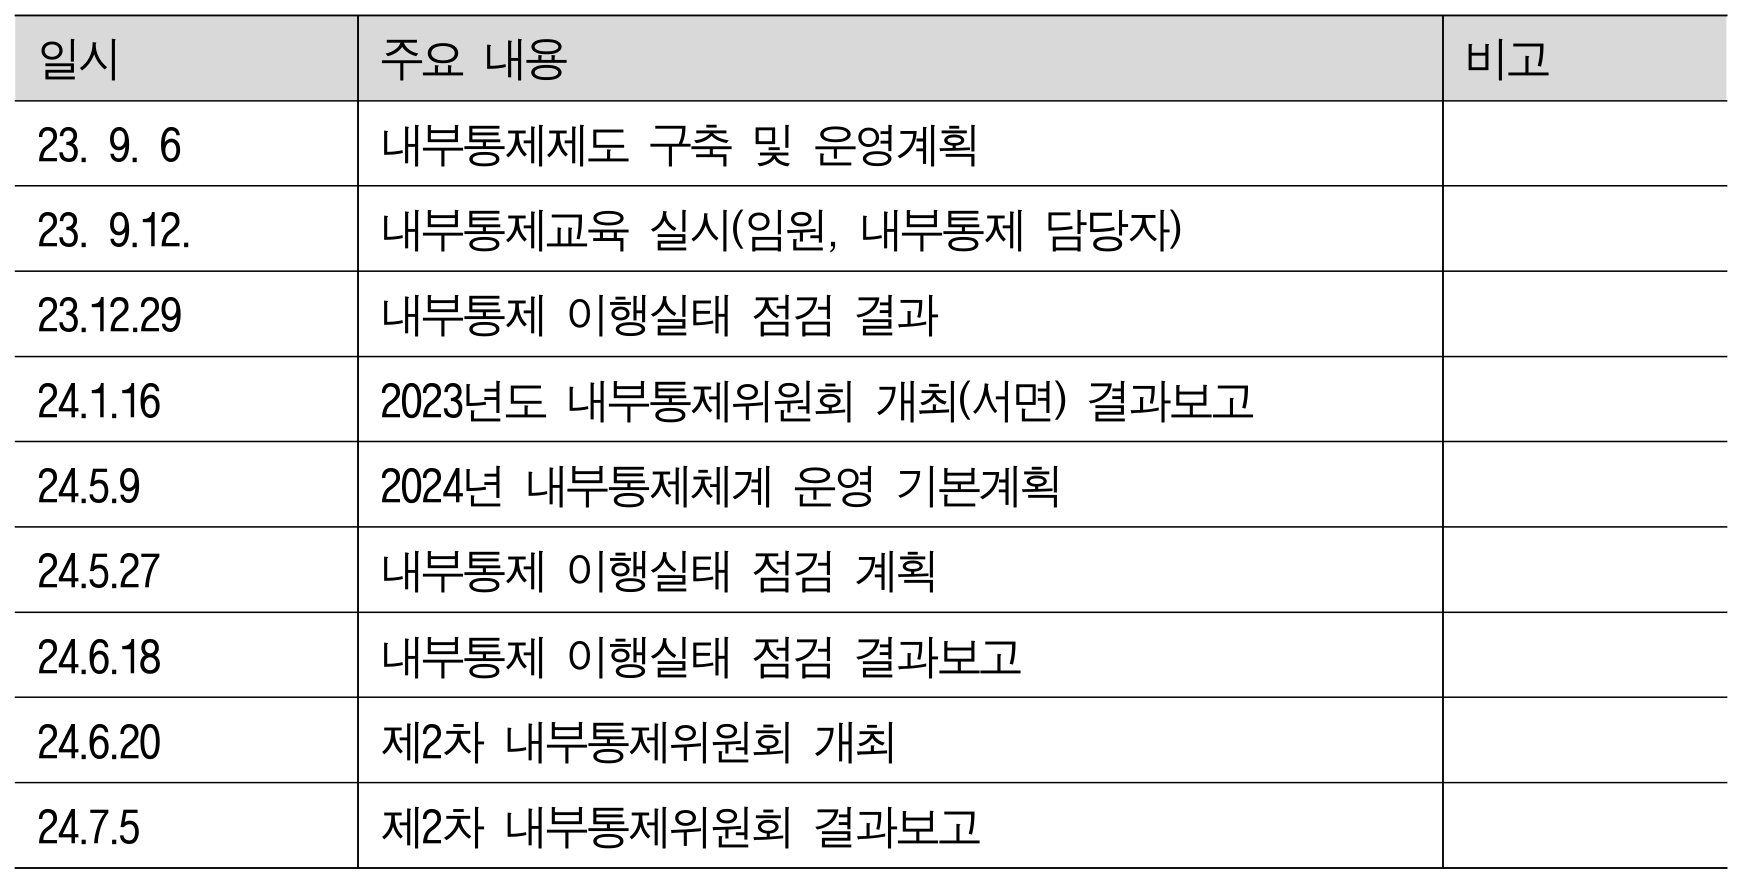 일시 주요 내용 비고
23. 9. 6 내부통제제도 구축 및 운영계획
23. 9.12. 내부통제교육 실시(임원, 내부통제 담당자)
23.12.29 내부통제 이행실태 점검 결과
24.1.16 2023년도 내부통제위원회 개최(서면) 결과보고
24.5.9 2024년 내부통제체계 운영 기본계획
24.5.27 내부통제 이행실태 점검 계획
24.6.18 내부통제 이행실태 점검 결과보고
24.6.20 제2차 내부통제위원회 개최
24.7.5 제2차 내부통제위원회 결과보고